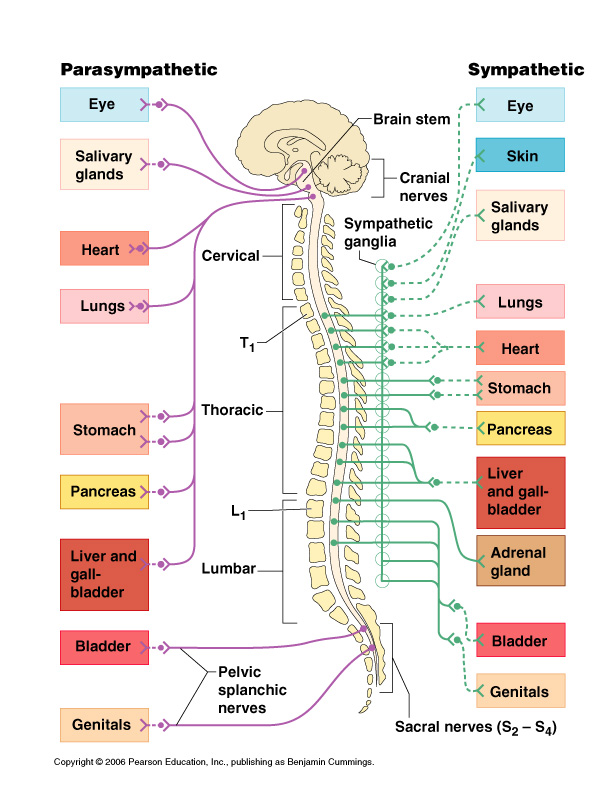 Parasympathetic
Eye
Salivary
glands
Heart
Lungs
Stomach
Pancreas
Liver and
gall-
bladder
Bladder
Genitals
Brain stem
Cranial
nerves
Sympathetic
ganglia
Cervical
T1
Thoracic
L1
Lumbar
Pelvic
splanchic
nerves
Sacral nerves (S2 – S4)
Sympathetic
Eye
Skin
Salivary
glands
Lungs
Heart
Stomach
Pancreas
Liver
and gall-
bladder
Adrenal
gland
Bladder
Genitals
Copyright © 2006 Pearson Education, Inc., publishing as Benjamin Cummings.